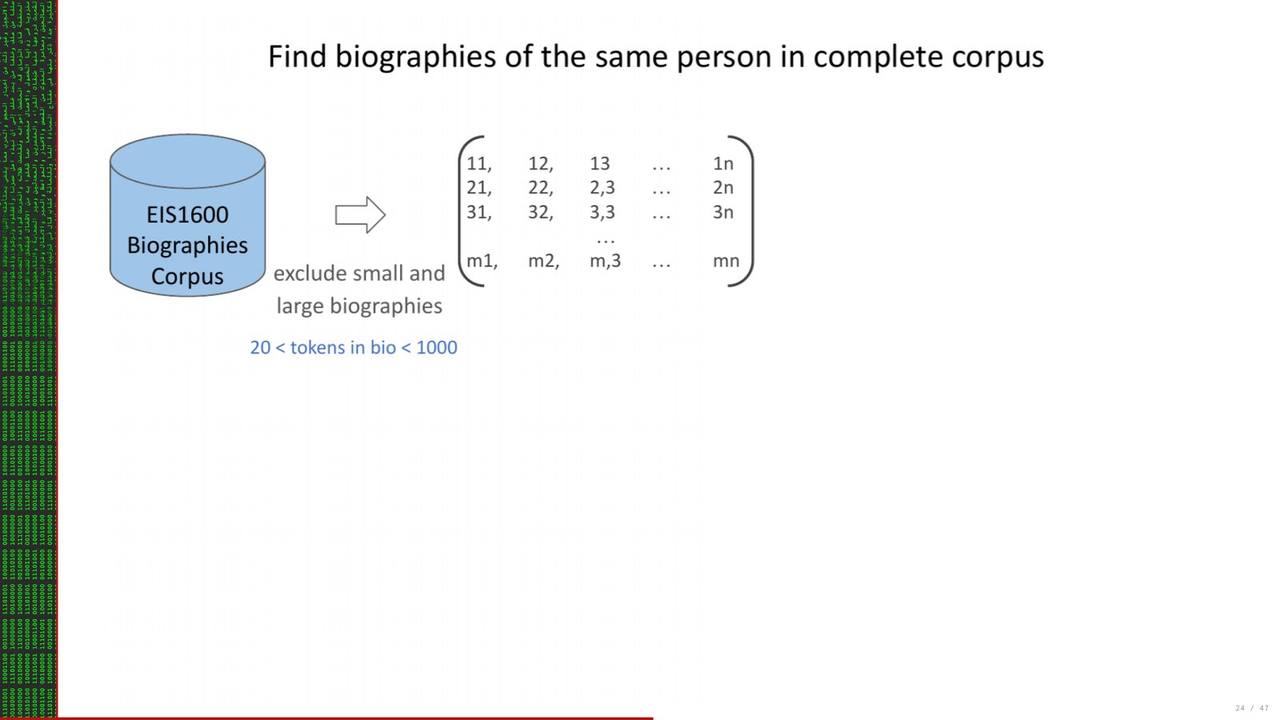 Find biographies of the same person in complete corpus
EIS1600
Biographies
Corpus
exclude small and
large biographies
20 < tokens in bio < 1000
11, 12, 13 … 1n
21, 22, 2,3 … 2n
31, 32, 3,3 … 3n
…
m1, m2, m,3 … mn
24 / 47